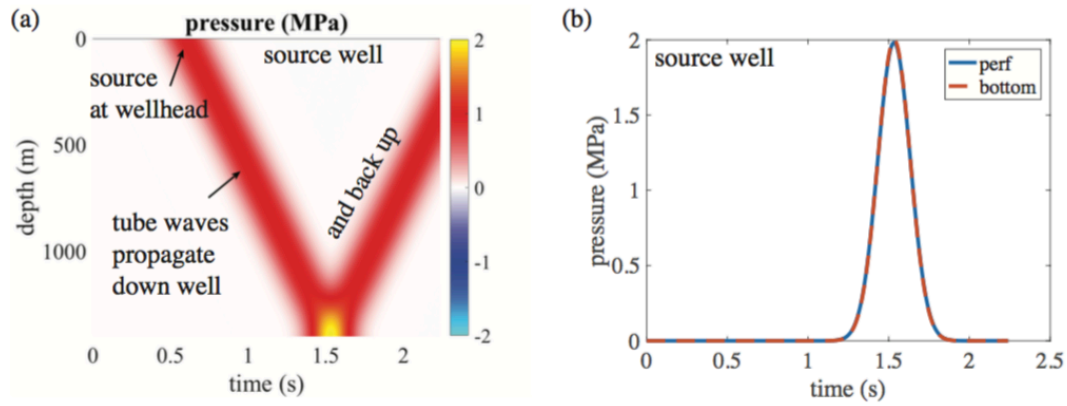 (a)
pressure (MPa)
0
500
1000
depth (m)
source well
source
at wellhead
tube waves
propagate
down well
and back up
0
0.5
1
1.5
2
time (s)
2
1
0
-1
-2
(b)
source well
perf
bottom
2
1.5
1
0.5
0
pressure (MPa)
0
0.5
1
1.5
2
2.5
time (s)